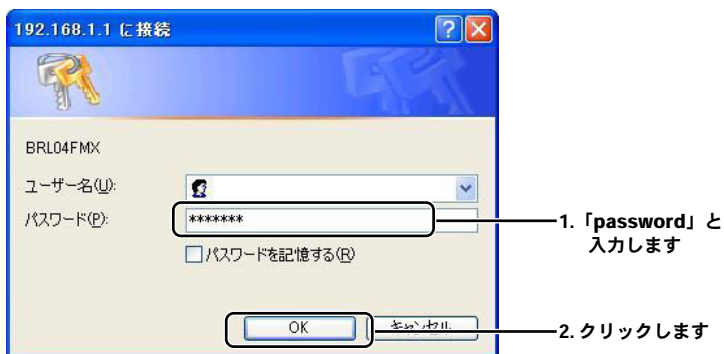 192.168.1.1 に接続
BRL04FMX
ユーザー名(U):
パスワード(P):
*******
1.「password」と
入力します
パスワードを記憶する(R)
OK
キャンセル
2. クリックします